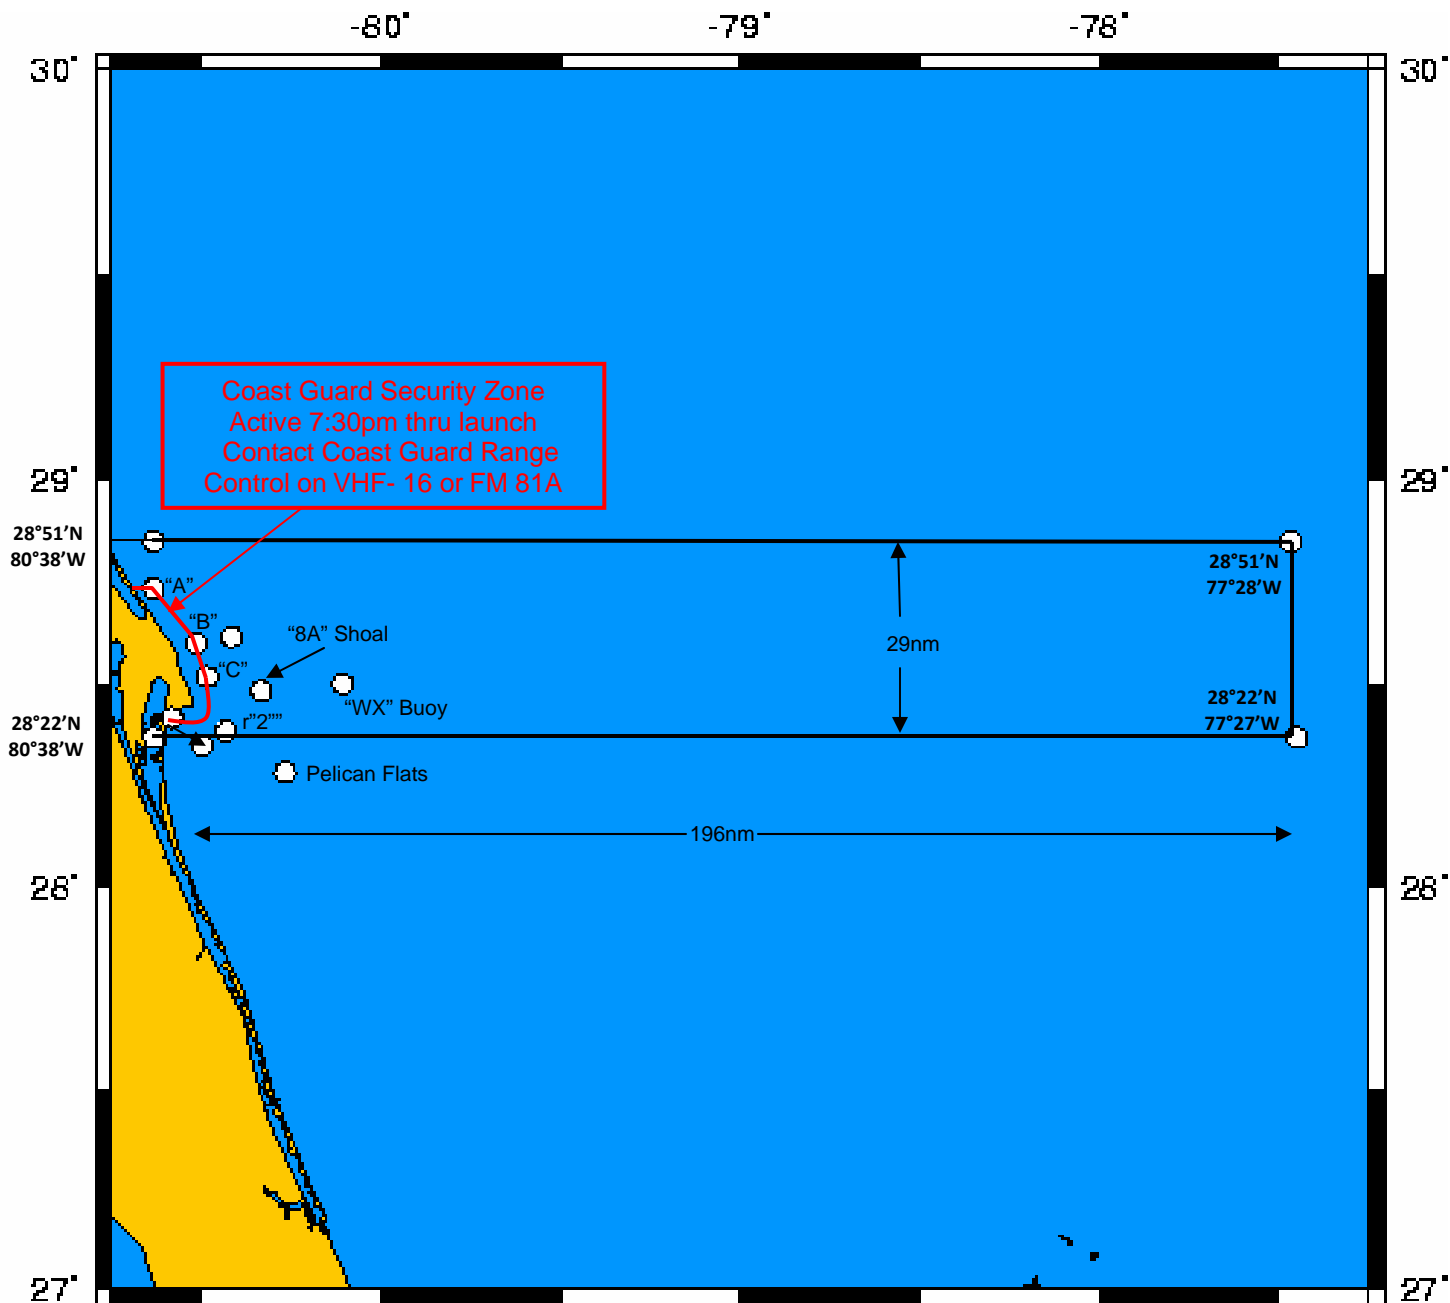 -80° -79° -78°
30° 30°
Coast Guard Security Zone
Active 7:30pm thru launch
Contact Coast Guard Range
Control on VHF- 16 or FM 81A
29° 29°
28°51'N
80°38'W
28°51'N
77°28'W
"A"
"B"
"8A" Shoal
29nm
"C"
"WX" Buoy
28°22'N
77°27'W
r"2""
28°22'N
80°38'W
Pelican Flats
196nm
28° 28°
27° 27°